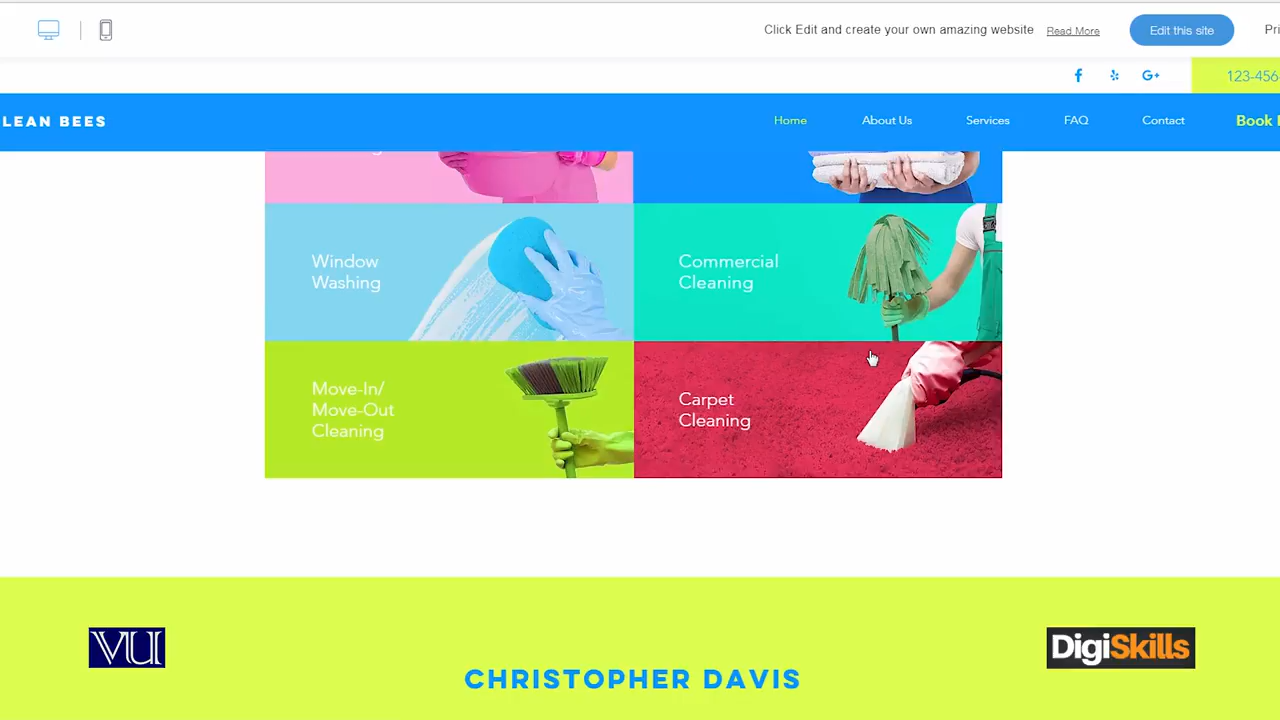 Click Edit and create your own amazing website Read More Edit this site
123-456-
LEAN BEES Home About Us Services FAQ Contact Book
Window
Washing
Commercial
Cleaning
Move-In/
Move-Out
Cleaning
Carpet
Cleaning
VU
DigiSkills
CHRISTOPHER DAVIS